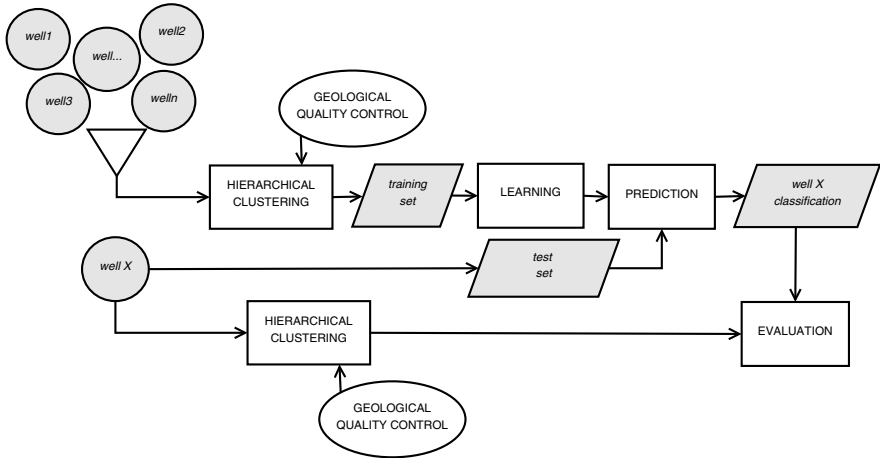 well1
well...
well2
well3
welln
GEOLOGICAL
QUALITY CONTROL
HIERARCHICAL
CLUSTERING
training
set
LEARNING
PREDICTION
well X
classification
well X
test
set
HIERARCHICAL
CLUSTERING
EVALUATION
GEOLOGICAL
QUALITY CONTROL